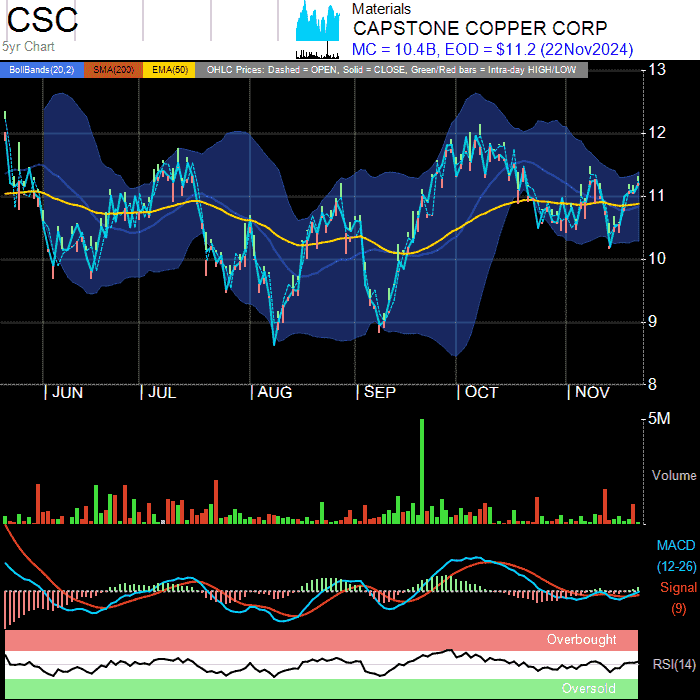 CSC
5yr Chart
Materials
CAPSTONE COPPER CORP
MC = 10.4B, EOD = $11.2 (22Nov2024)
BollBands(20,2) SMA(200) EMA(50) OHLC Prices: Dashed = OPEN, Solid = CLOSE, Green/Red bars = Intra-day HIGH/LOW
13
12
11
10
9
8
| JUN | JUL | AUG | SEP | OCT | NOV
5M
Volume
MACD
(12-26)
Signal
(9)
Overbought
RSI(14)
Oversold